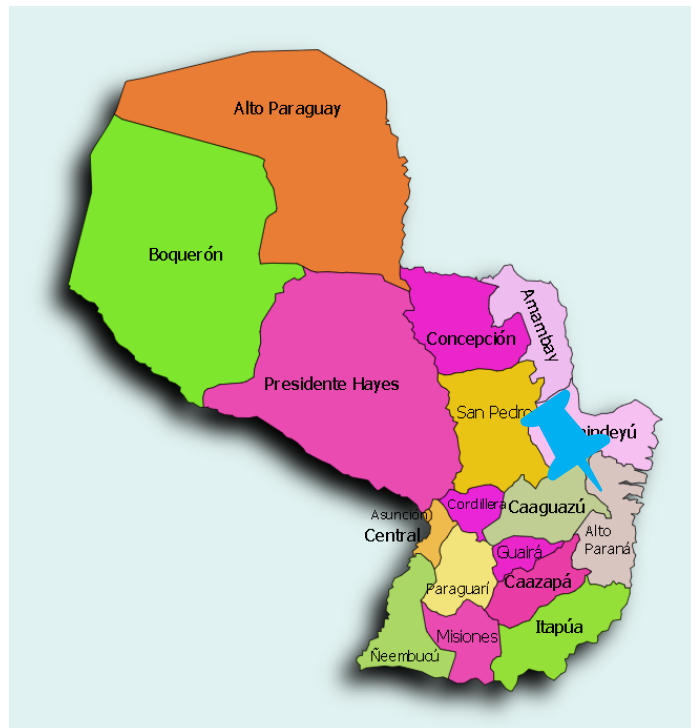 Alto Paraguay
Boquerón
Amambay
Concepción
Presidente Hayes
San Pedro
indeyú
Cordillera
Asunción
Caaguazú
Central
Alto
Paraná
Guairá
Caazapá
Paraguarí
Itapúa
Misiones
Ñeembucú